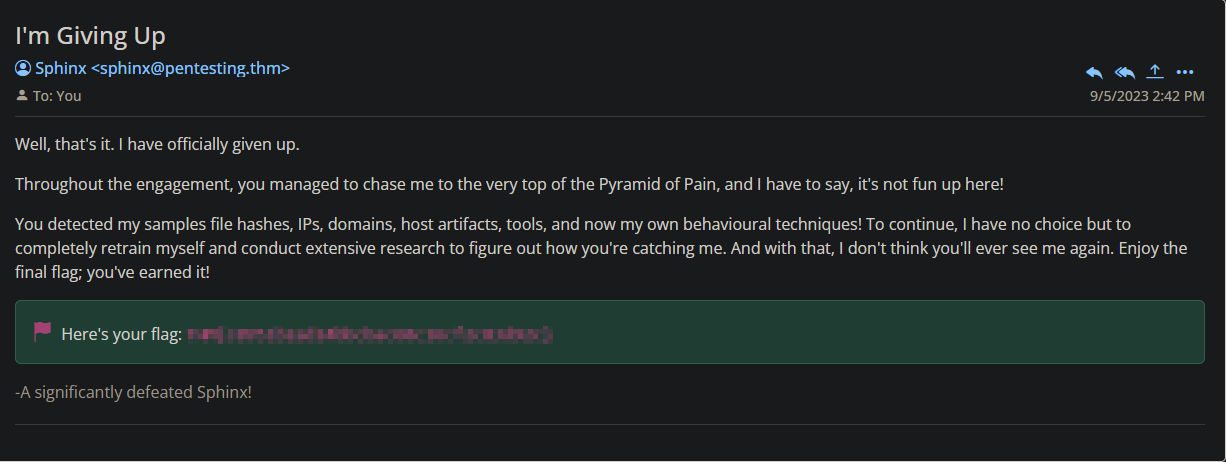 I'm Giving Up
Sphinx <sphinx@pentesting.thm>
To: You
9/5/2023 2:42 PM
Well, that's it. I have officially given up.
Throughout the engagement, you managed to chase me to the very top of the Pyramid of Pain, and I have to say, it's not fun up here!
You detected my samples file hashes, IPs, domains, host artifacts, tools, and now my own behavioural techniques! To continue, I have no choice but to
completely retrain myself and conduct extensive research to figure out how you're catching me. And with that, I don't think you'll ever see me again. Enjoy the
final flag; you've earned it!
Here's your flag:
-A significantly defeated Sphinx!